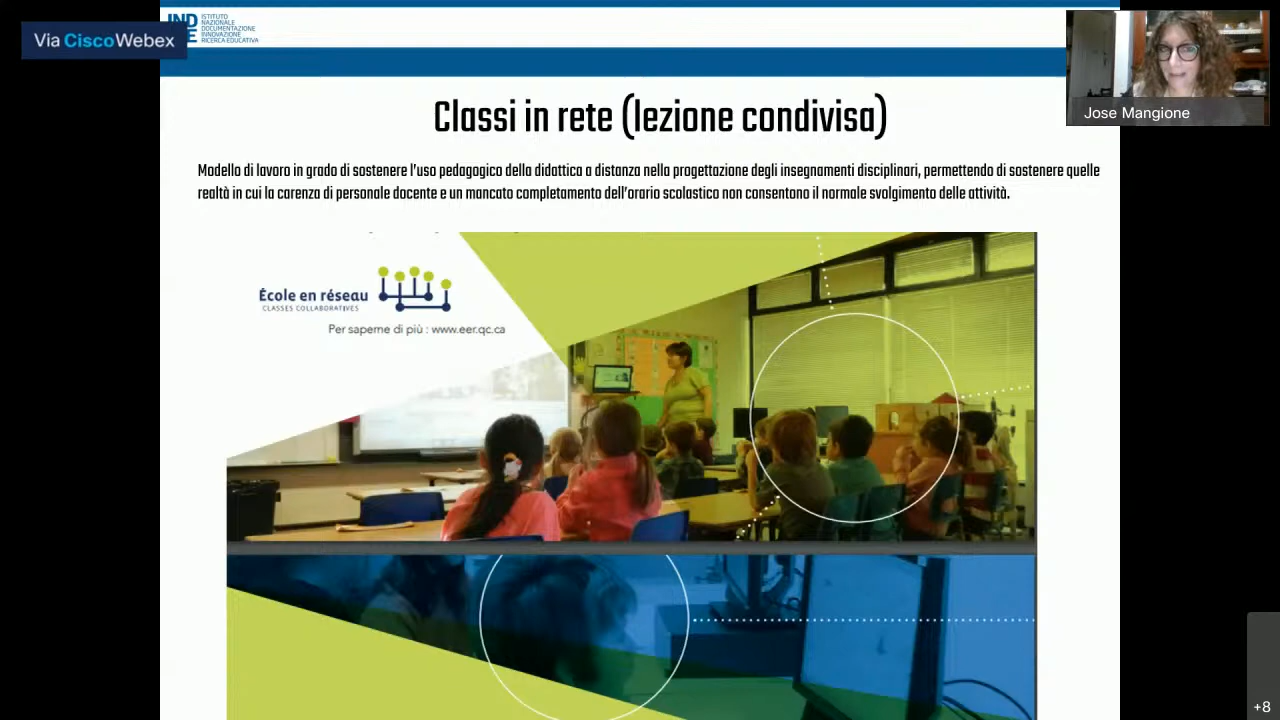 Via Cisco Webex
IND
E
ISTITUTO
NAZIONALE
DOCUMENTAZIONE
INNOVAZIONE
RICERCA EDUCATIVA
Jose Mangione
Classi in rete (lezione condivisa)
Modello di lavoro in grado di sostenere l'uso pedagogico della didattica a distanza nella progettazione degli insegnamenti disciplinari, permettendo di sostenere quelle
realtà in cui la carenza di personale docente e un mancato completamento dell'orario scolastico non consentono il normale svolgimento delle attività.
École en réseau
CLASSES COLLABORATIVES
Per saperne di più : www.eer.qc.ca
+8